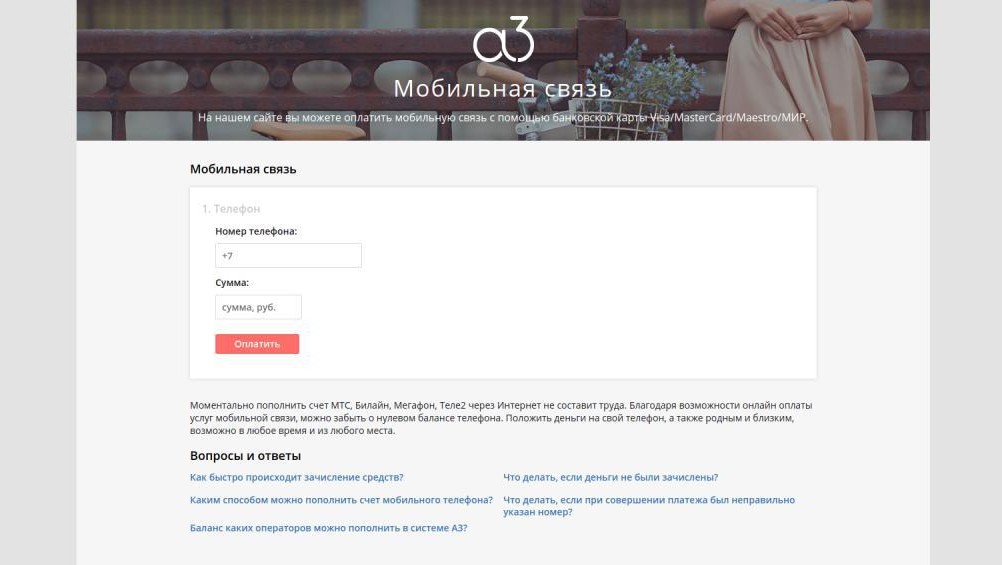 а3
Мобильная связь
На нашем сайте вы можете оплатить мобильную связь с помощью банковской карты Visa/MasterCard/Maestro/МИР.
Мобильная связь
1. Телефон
Номер телефона:
+7
Сумма:
сумма, руб.
Оплатить
Моментально пополнить счет МТС, Билайн, Мегафон, Теле2 через Интернет не составит труда. Благодаря возможности онлайн оплаты
услуг мобильной связи, можно забыть о нулевом балансе телефона. Положить деньги на свой телефон, а также родным и близким,
возможно в любое время и из любого места.
Вопросы и ответы
Как быстро происходит зачисление средств?
Что делать, если деньги не были зачислены?
Каким способом можно пополнить счет мобильного телефона?
Что делать, если при совершении платежа был неправильно
указан номер?
Баланс каких операторов можно пополнить в системе А3?